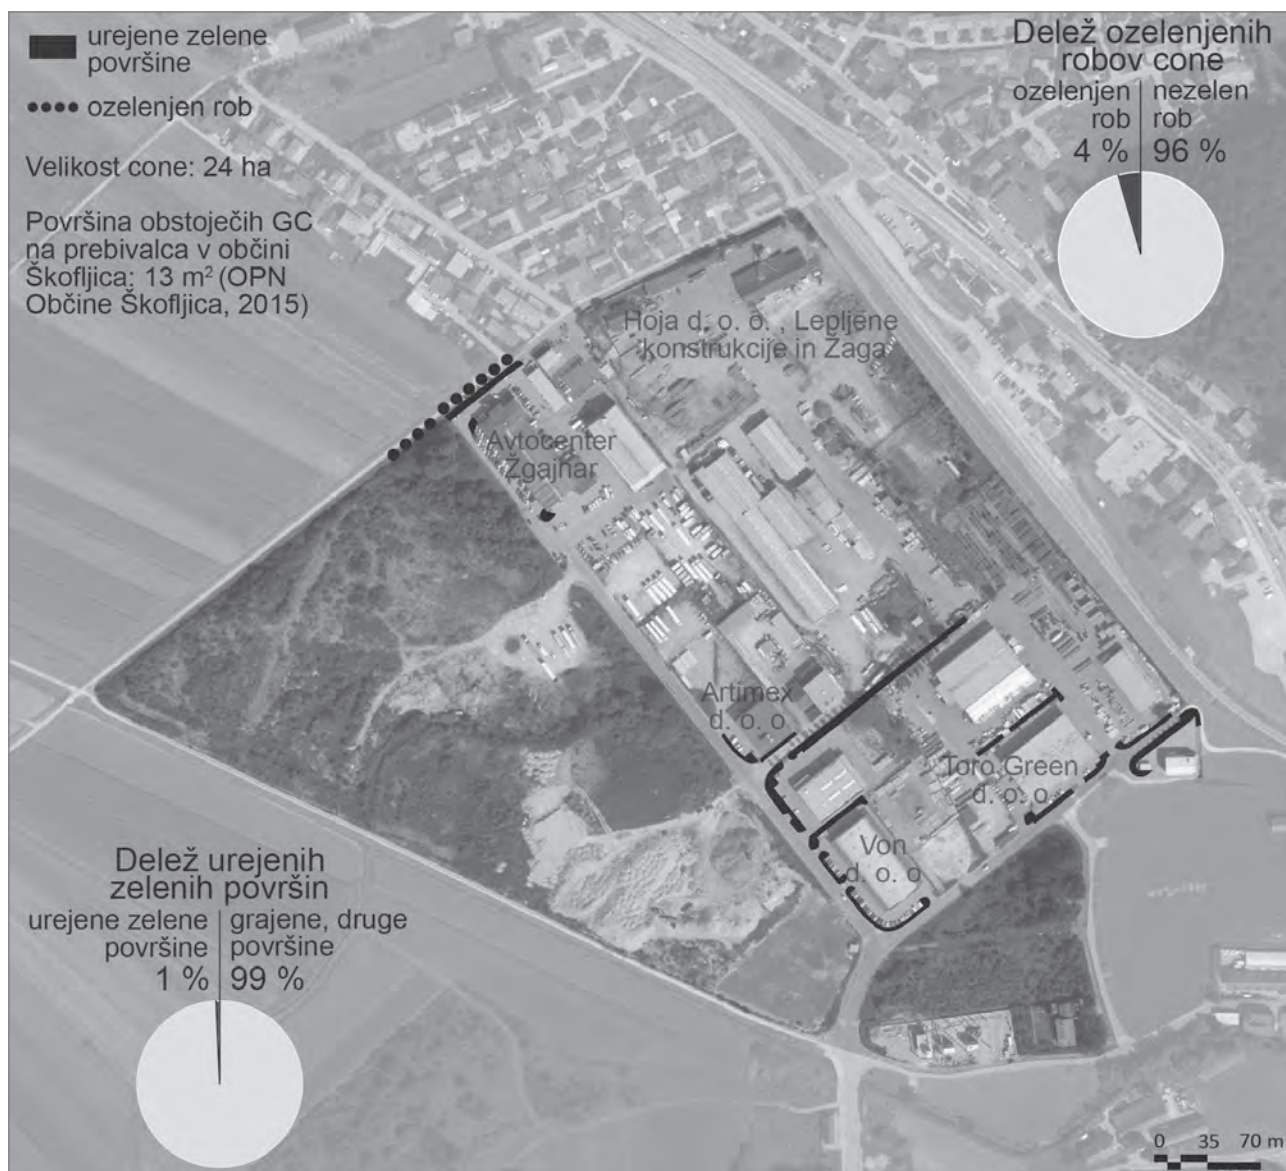 urejene zelene
površine
ozelenjen rob
Velikost cone: 24 ha
Površina obstoječih GC
na prebivalca v občini
Škofljica: 13 m² (OPN
Občine Škofljica, 2015)
Delež ozelenjenih
robov cone
ozelenjen
rob
4 %
nezelen
rob
96 %
Hoja d. o. o. , Lepljene
konstrukcije in Žaga
Avtocenter
Žgajnar
Artimex
d. o. o
Toro Green
d. o. o
Von
d. o. o
Delež urejenih
zelenih površin
urejene zelene
površine
1 %
grajene, druge
površine
99 %
0 35 70 m